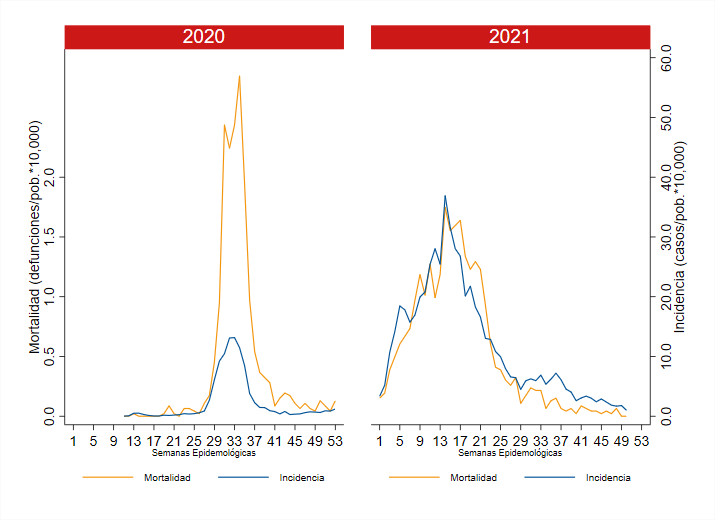 2020
2021
Mortalidad (defunciones/pob.*10,000)
2.0
1.5
1.0
0.5
0.0
60.0
50.0
40.0
30.0
20.0
10.0
0.0
Incidencia (casos/pob.*10,000)
1 5 9 13 17 21 25 29 33 37 41 45 49 53
1 5 9 13 17 21 25 29 33 37 41 45 49 53
Semanas Epidemológicas
Semanas Epidemológicas
Mortalidad Incidencia
Mortalidad Incidencia